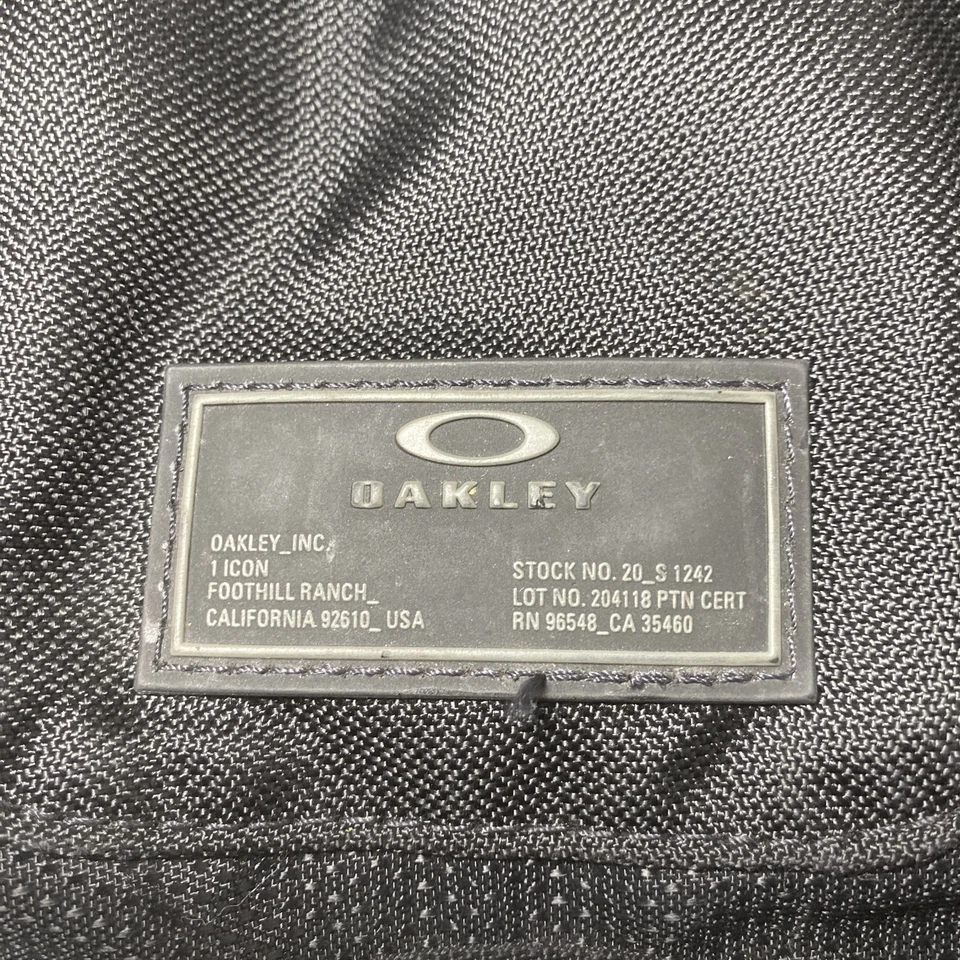 OAKLEY
OAKLEY_INC.
1 ICON
FOOTHILL RANCH_
CALIFORNIA 92610_ USA
STOCK NO. 20_S 1242
LOT NO. 204118 PTN CERT
RN 96548_CA 35460